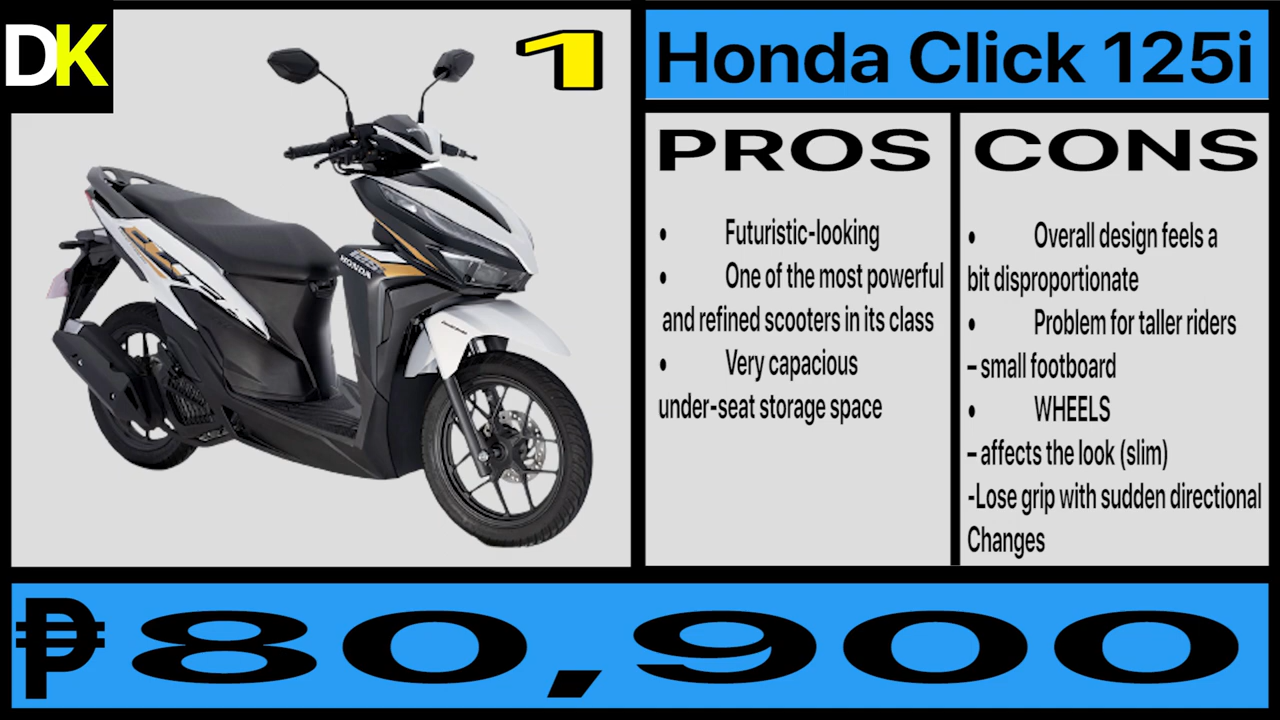 DK
1
Honda Click 125i
PROS
• Futuristic-looking
• One of the most powerful
and refined scooters in its class
• Very capacious
under-seat storage space
CONS
• Overall design feels a
bit disproportionate
• Problem for taller riders
– small footboard
• WHEELS
– affects the look (slim)
-Lose grip with sudden directional
Changes
HONDA
₱80,900